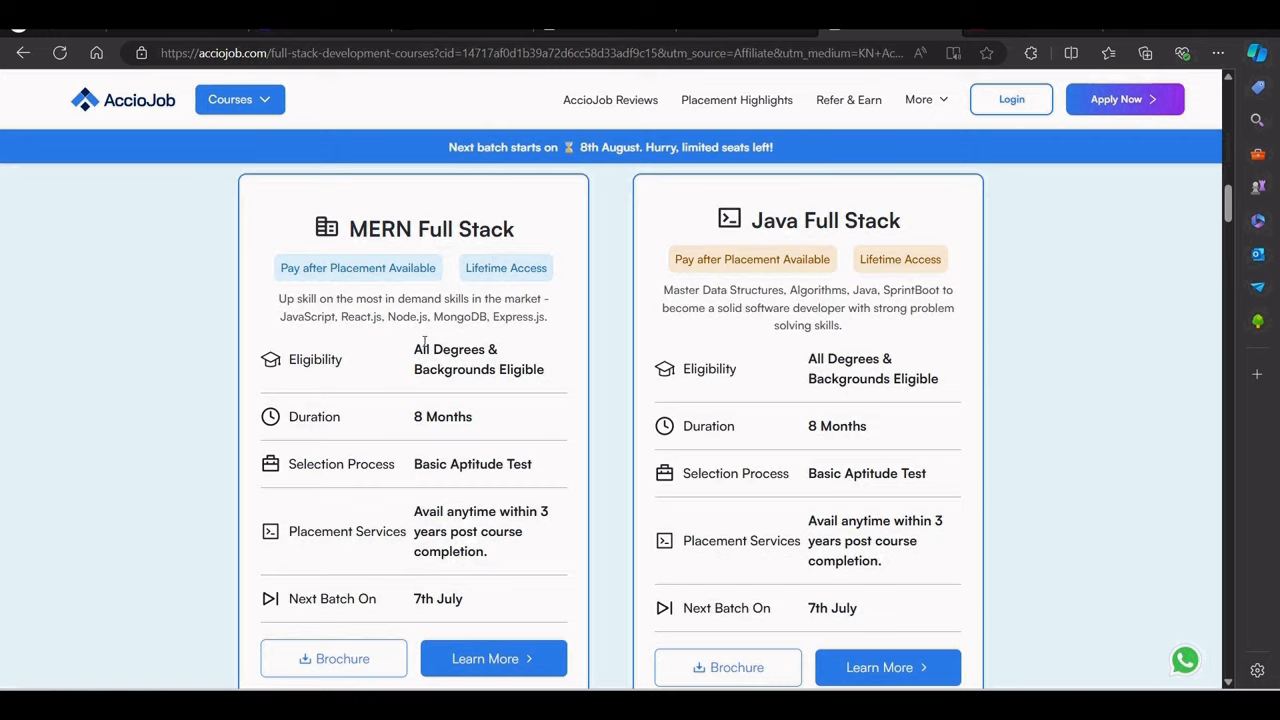 https://acciojob.com/full-stack-development-courses?cid=14717af0d1b39a72d6cc58d33adf9c15&utm_source=Affiliate&utm_medium=KN+Ac...
AccioJob
Courses
AccioJob Reviews
Placement Highlights
Refer & Earn
More
Login
Apply Now
Next batch starts on ⏳ 8th August. Hurry, limited seats left!
MERN Full Stack
Pay after Placement Available
Lifetime Access
Up skill on the most in demand skills in the market -
JavaScript, React.js, Node.js, MongoDB, Express.js.
Eligibility
All Degrees &
Backgrounds Eligible
Duration
8 Months
Selection Process
Basic Aptitude Test
Placement Services
Avail anytime within 3
years post course
completion.
Next Batch On
7th July
Brochure
Learn More
Java Full Stack
Pay after Placement Available
Lifetime Access
Master Data Structures, Algorithms, Java, SprintBoot to
become a solid software developer with strong problem
solving skills.
Eligibility
All Degrees &
Backgrounds Eligible
Duration
8 Months
Selection Process
Basic Aptitude Test
Placement Services
Avail anytime within 3
years post course
completion.
Next Batch On
7th July
Brochure
Learn More